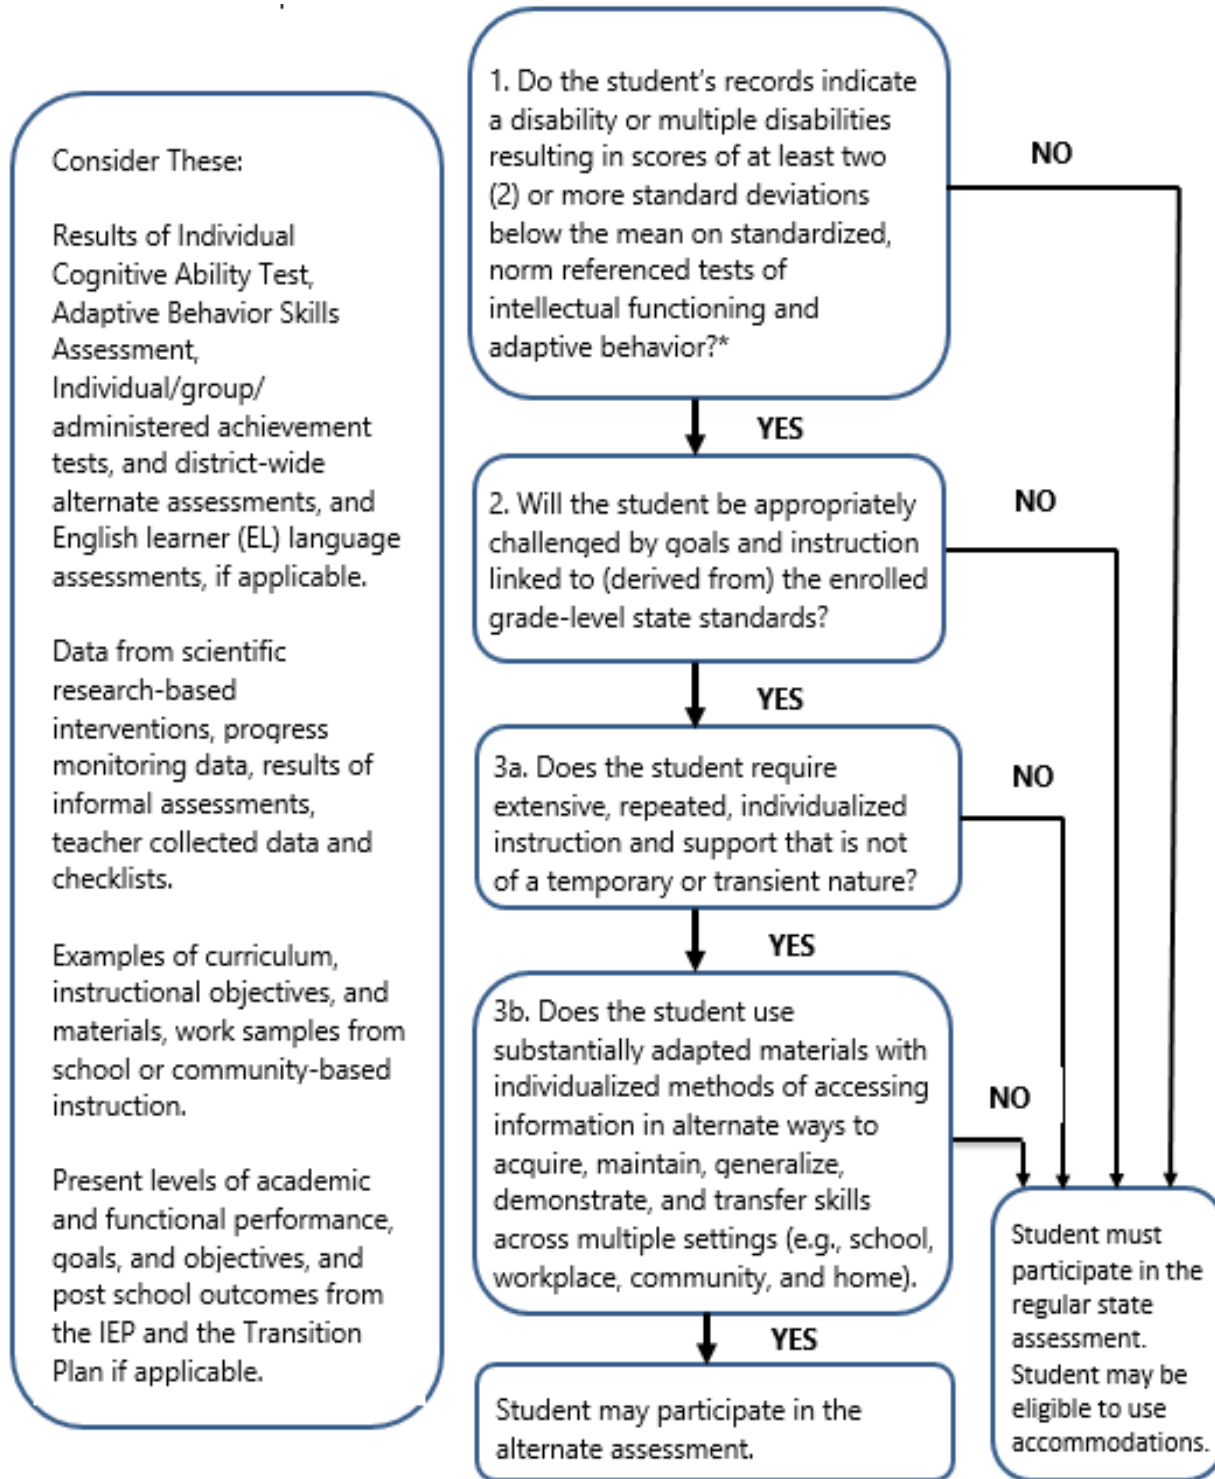 Consider These:
Results of Individual
Cognitive Ability Test,
Adaptive Behavior Skills
Assessment,
Individual/group/
administered achievement
tests, and district-wide
alternate assessments, and
English learner (EL) language
assessments, if applicable.
Data from scientific
research-based
interventions, progress
monitoring data, results of
informal assessments,
teacher collected data and
checklists.
Examples of curriculum,
instructional objectives, and
materials, work samples from
school or community-based
instruction.
Present levels of academic
and functional performance,
goals, and objectives, and
post school outcomes from
the IEP and the Transition
Plan if applicable.
1. Do the student's records indicate
a disability or multiple disabilities
resulting in scores of at least two
(2) or more standard deviations
below the mean on standardized,
norm referenced tests of
intellectual functioning and
adaptive behavior?*
NO
YES
2. Will the student be appropriately
challenged by goals and instruction
linked to (derived from) the enrolled
grade-level state standards?
NO
YES
3a. Does the student require
extensive, repeated, individualized
instruction and support that is not
of a temporary or transient nature?
NO
YES
3b. Does the student use
substantially adapted materials with
individualized methods of accessing
information in alternate ways to
acquire, maintain, generalize,
demonstrate, and transfer skills
across multiple settings (e.g., school,
workplace, community, and home).
NO
YES
Student may participate in the
alternate assessment.
Student must
participate in the
regular state
assessment.
Student may be
eligible to use
accommodations.